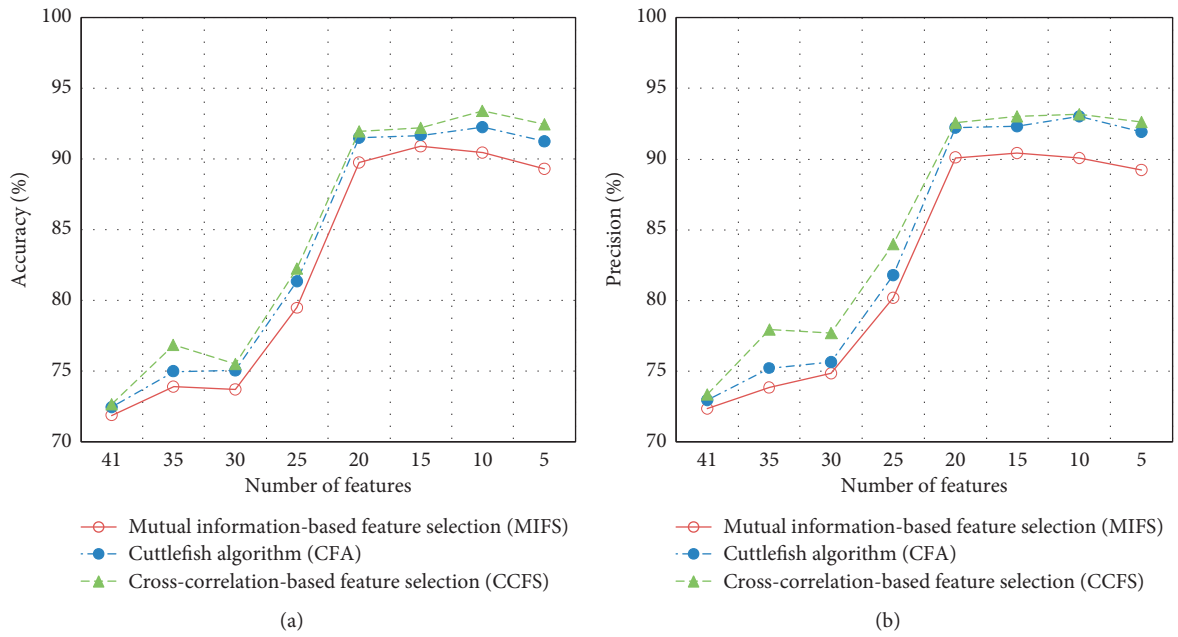 100
95
90
85
80
75
70
Accuracy (%)
41 35 30 25 20 15 10 5
Number of features
Mutual information-based feature selection (MIFS)
Cuttlefish algorithm (CFA)
Cross-correlation-based feature selection (CCFS)
(a)
100
95
90
85
80
75
70
Precision (%)
41 35 30 25 20 15 10 5
Number of features
Mutual information-based feature selection (MIFS)
Cuttlefish algorithm (CFA)
Cross-correlation-based feature selection (CCFS)
(b)